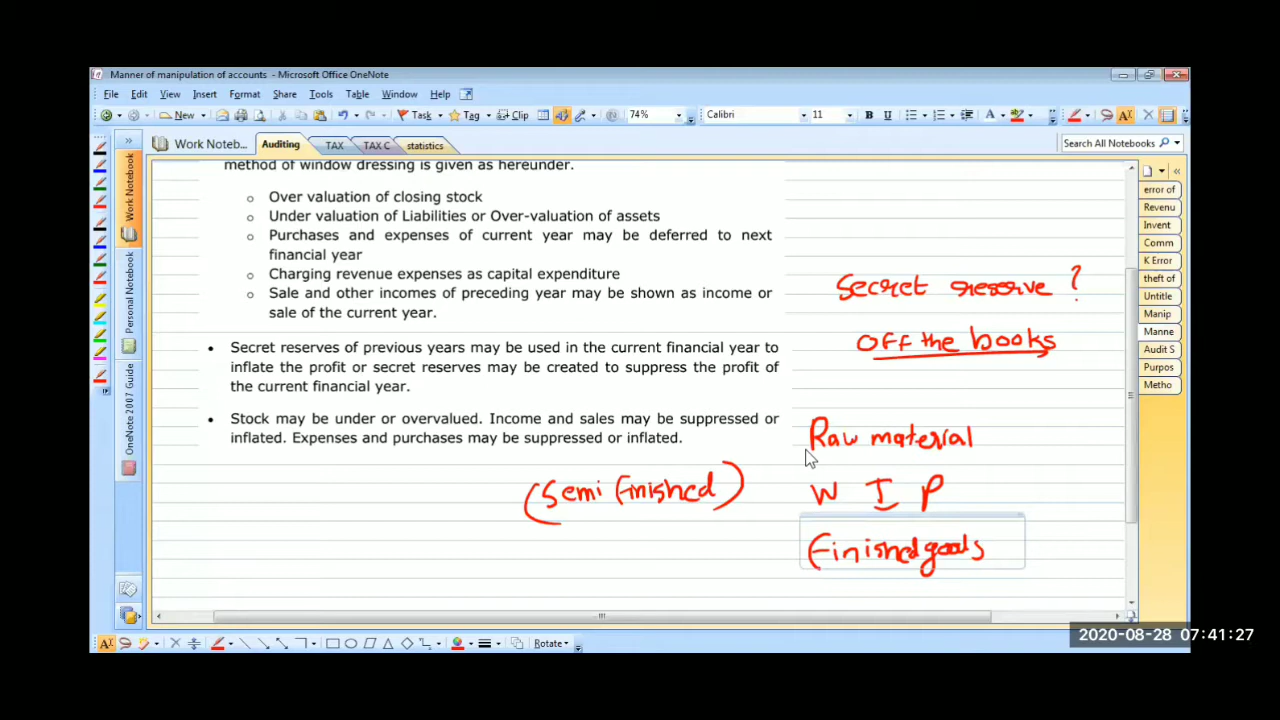 Manner of manipulation of accounts - Microsoft Office OneNote
File Edit View Insert Format Share Tools Table Window Help
New Task Tag Clip 74% Calibri 11 B U A
Work Noteb... Auditing TAX TAX C statistics Search All Notebooks
method of window dressing is given as hereunder.
o Over valuation of closing stock
o Under valuation of Liabilities or Over-valuation of assets
o Purchases and expenses of current year may be deferred to next
financial year
o Charging revenue expenses as capital expenditure
o Sale and other incomes of preceding year may be shown as income or
sale of the current year.
• Secret reserves of previous years may be used in the current financial year to
inflate the profit or secret reserves may be created to suppress the profit of
the current financial year.
• Stock may be under or overvalued. Income and sales may be suppressed or
inflated. Expenses and purchases may be suppressed or inflated.
Secret reserve ?
OFF the books
Raw material
(Semi Finished) W I P
Finished goods
Work Notebook
Personal Notebook
OneNote 2007 Guide
error of
Revenu
Invent
Comm
K Error
theft of
Untitle
Manip
Manne
Audit S
Purpos
Metho
Rotate
2020-08-28 07:41:27